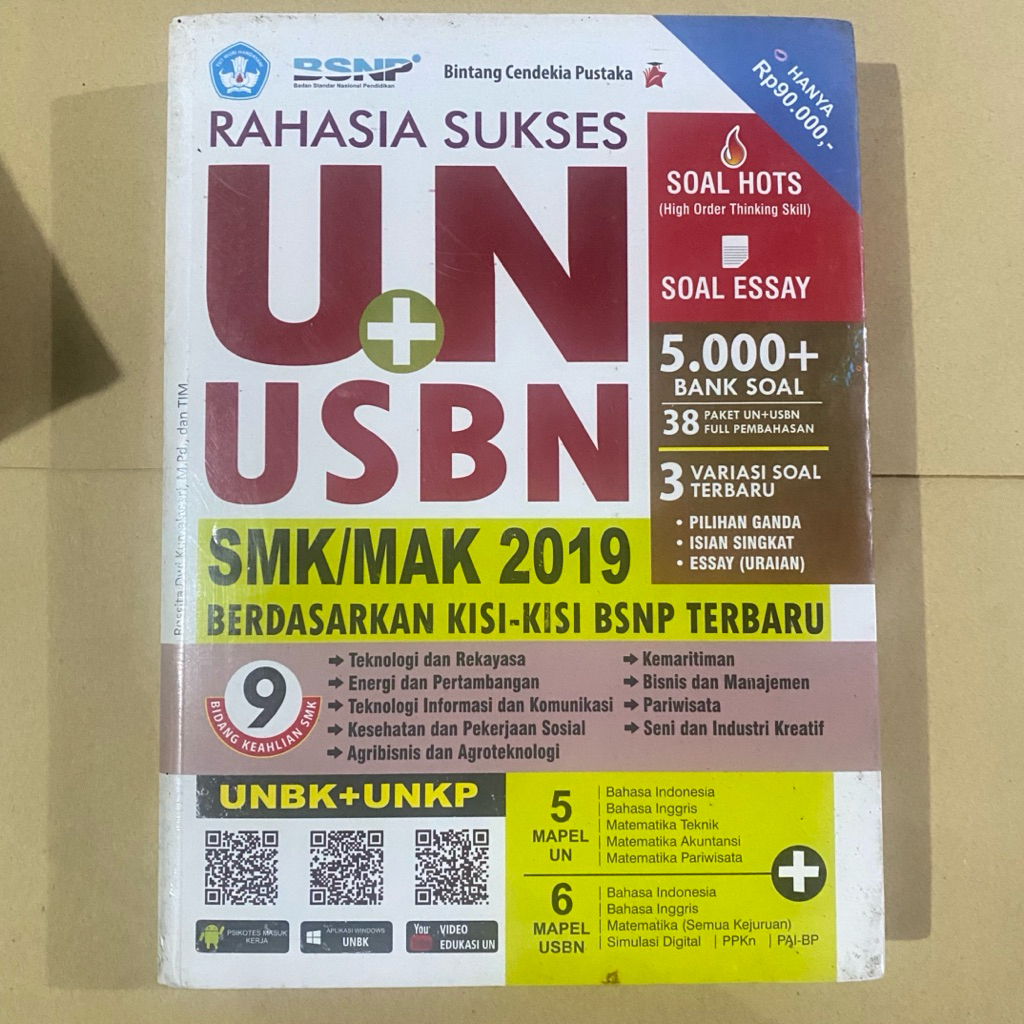 BSNP
Badan Standar Nasional Pendidikan
Bintang Cendekia Pustaka
HANYA
Rp90.000,-
RAHASIA SUKSES
UN
+
USBN
SMK/MAK 2019
BERDASARKAN KISI-KISI BSNP TERBARU
SOAL HOTS
(High Order Thinking Skill)
SOAL ESSAY
5.000+
BANK SOAL
38 PAKET UN+USBN
FULL PEMBAHASAN
3 VARIASI SOAL
TERBARU
• PILIHAN GANDA
• ISIAN SINGKAT
• ESSAY (URAIAN)
M.Pd., dan TIM
9
BIDANG KEAHLIAN SMK
➔ Teknologi dan Rekayasa
➔ Energi dan Pertambangan
➔ Teknologi Informasi dan Komunikasi
➔ Kesehatan dan Pekerjaan Sosial
➔ Agribisnis dan Agroteknologi
➔ Kemaritiman
➔ Bisnis dan Manajemen
➔ Pariwisata
➔ Seni dan Industri Kreatif
UNBK+UNKP
PSIKOTES MASUK
KERJA
APLIKASI WINDOWS
UNBK
You
VIDEO
EDUKASI UN
5
MAPEL
UN
Bahasa Indonesia
Bahasa Inggris
Matematika Teknik
Matematika Akuntansi
Matematika Pariwisata
+
6
MAPEL
USBN
Bahasa Indonesia
Bahasa Inggris
Matematika (Semua Kejuruan)
Simulasi Digital | PPKn | PAI-BP